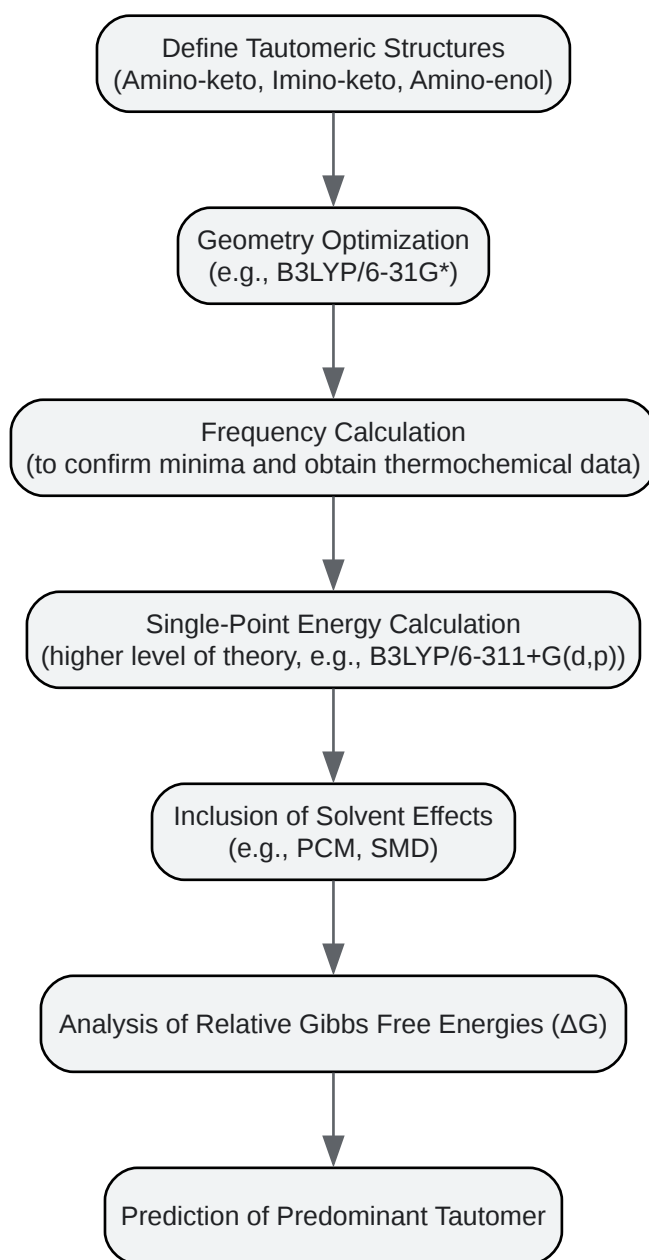 Define Tautomeric Structures
(Amino-keto, Imino-keto, Amino-enol)
Geometry Optimization
(e.g., B3LYP/6-31G*)
Frequency Calculation
(to confirm minima and obtain thermochemical data)
Single-Point Energy Calculation
(higher level of theory, e.g., B3LYP/6-311+G(d,p))
Inclusion of Solvent Effects
(e.g., PCM, SMD)
Analysis of Relative Gibbs Free Energies (ΔG)
Prediction of Predominant Tautomer